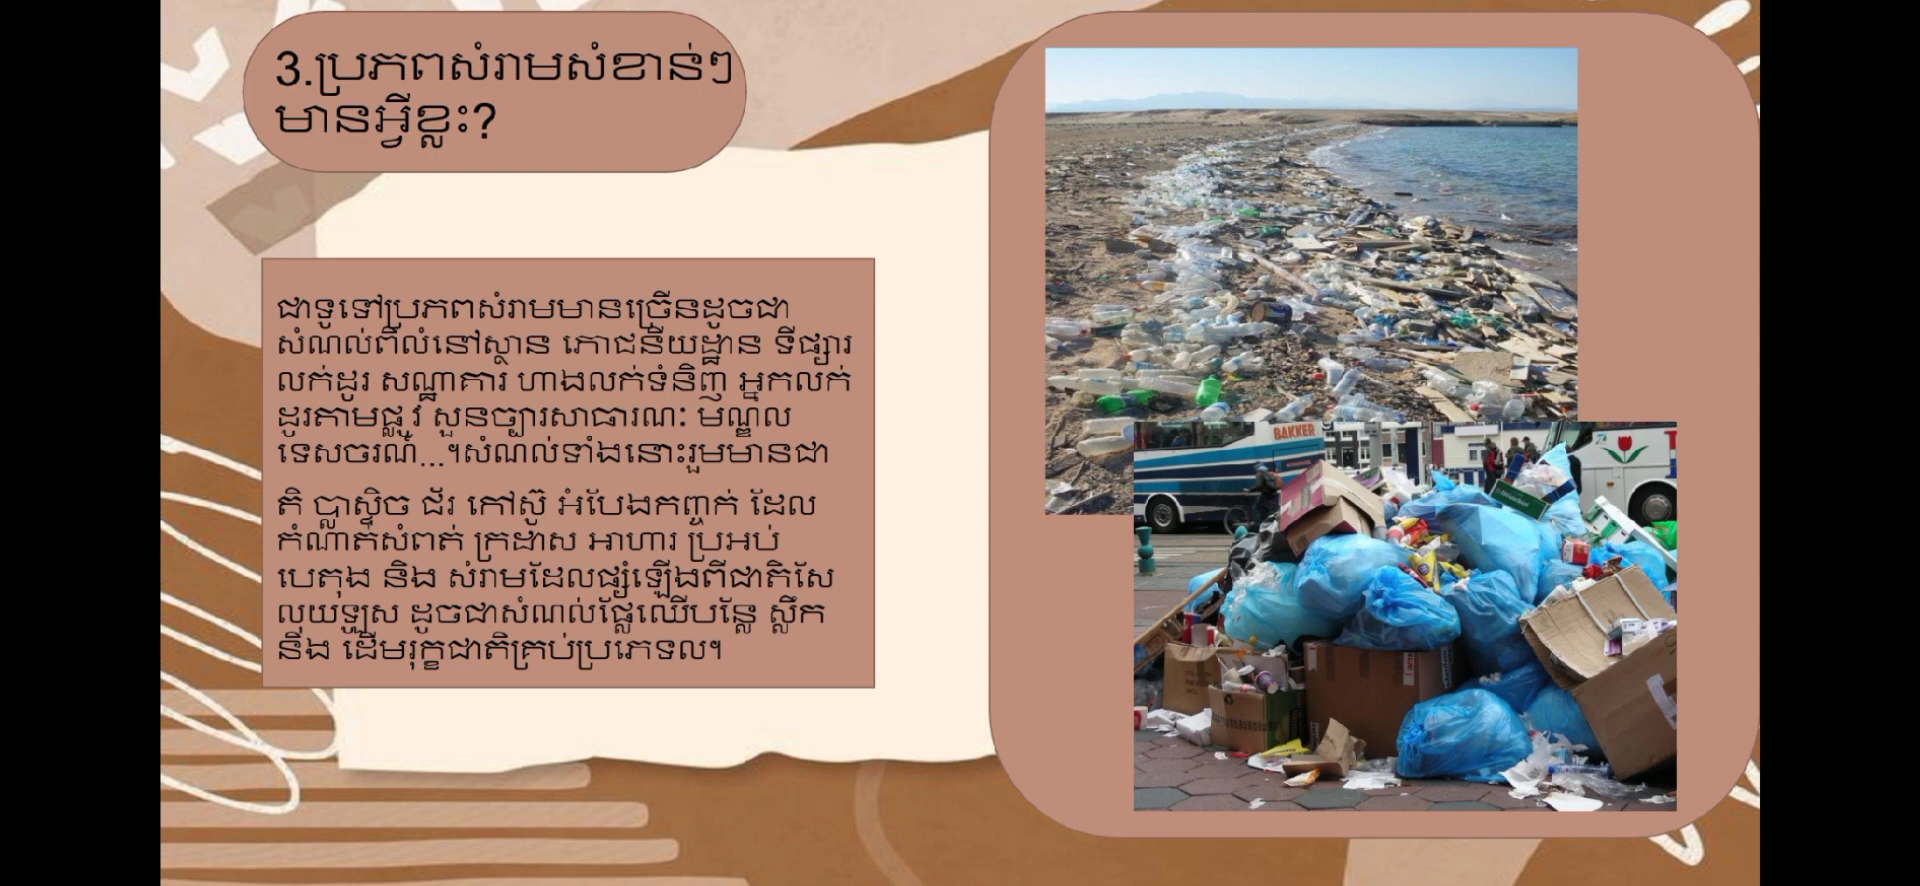 3.ប្រភពសំរាមសំខាន់ៗ
មានអ្វីខ្លះ?
ជាទូទៅប្រភពសំរាមមានច្រើនដូចជា
សំណល់ពីលំនៅស្ថាន ភោជនីយដ្ឋាន ទីផ្សារ
លក់ដូរ សណ្ឋាគារ ហាងលក់ទំនិញ អ្នកលក់
ដូរតាមផ្លូវ សួនច្បារសាធារណៈ មណ្ឌល
ទេសចរណ៍...។សំណល់ទាំងនោះរួមមានជា
តិ ប្លាស្ទិច ជ័រ កៅស៊ូ អំបែងកញ្ចក់ ដែល
កំណាត់សំពត់ ក្រដាស អាហារ ប្រអប់
បេតុង និង សំរាមដែលផ្សំឡើងពីជាតិសែ
លុយឡូស ដូចជាសំណល់ផ្លែឈើបន្លែ ស្លឹក
និង ដើមរុក្ខជាតិគ្រប់ប្រភេទល។
BAKKER